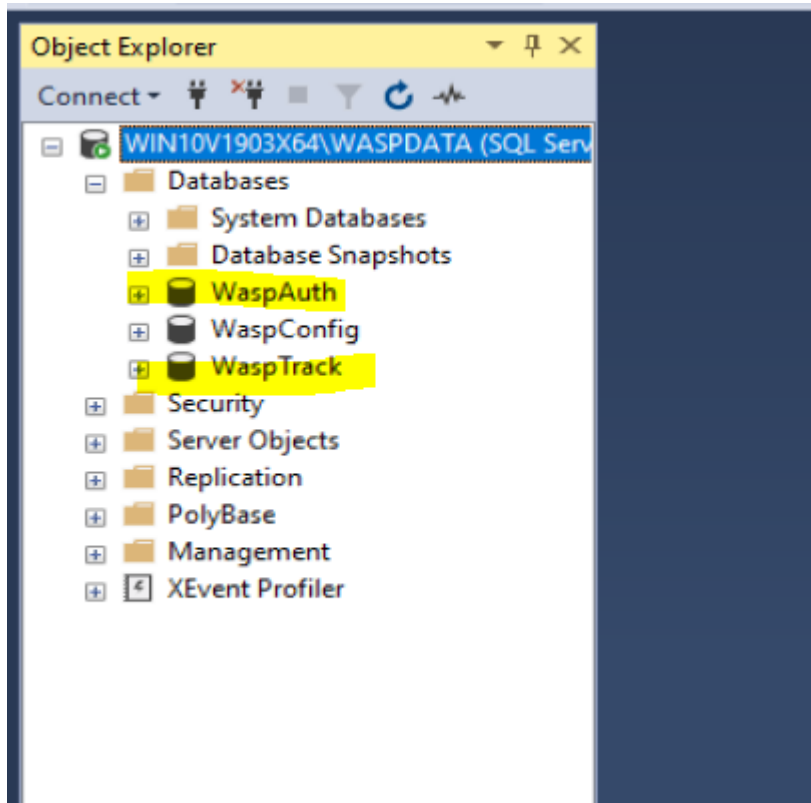 Object Explorer
Connect
WIN10V1903X64\WASPDATA (SQL Serv
Databases
System Databases
Database Snapshots
WaspAuth
WaspConfig
WaspTrack
Security
Server Objects
Replication
PolyBase
Management
XEvent Profiler